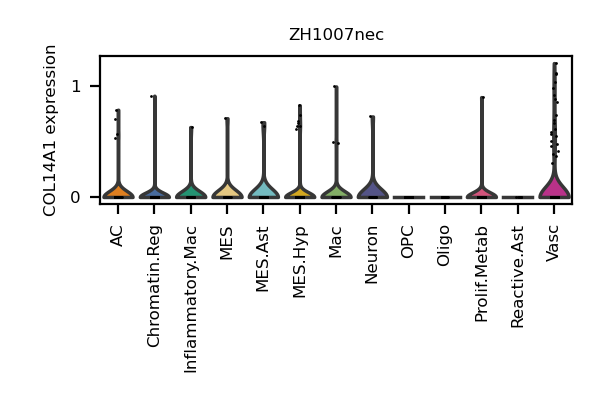 ZH1007nec
COL14A1 expression
1
0
AC
Chromatin.Reg
Inflammatory.Mac
MES
MES.Ast
MES.Hyp
Mac
Neuron
OPC
Oligo
Prolif.Metab
Reactive.Ast
Vasc